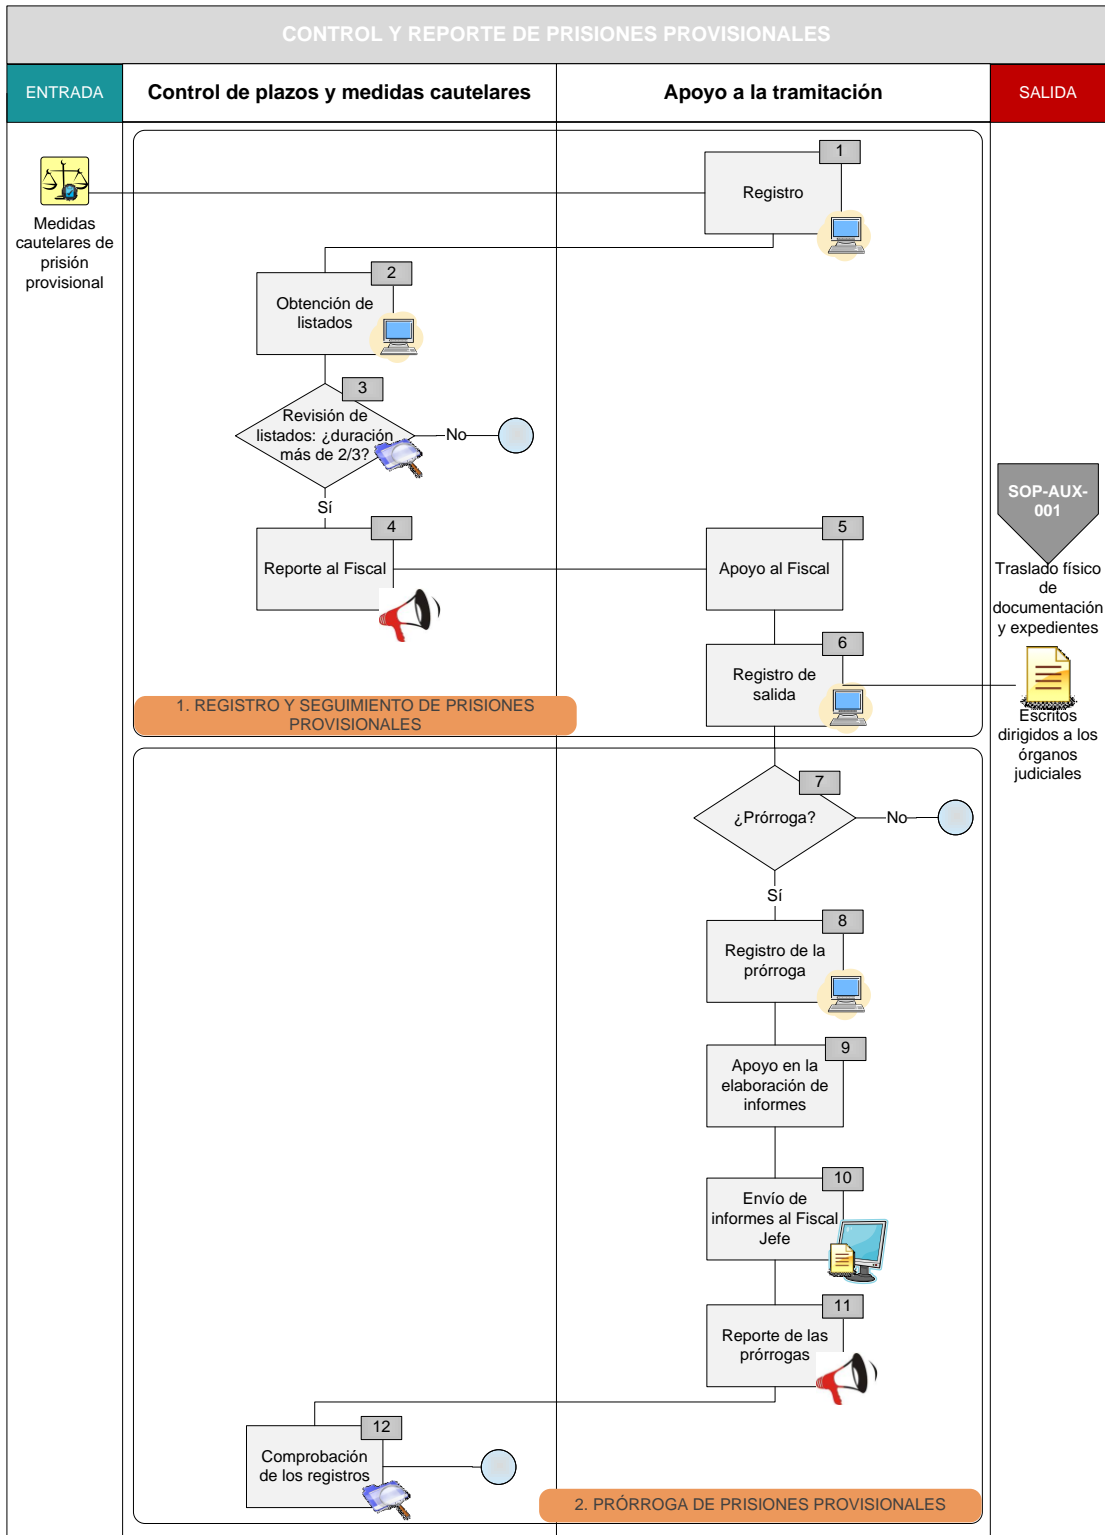 CONTROL Y REPORTE DE PRISIONES PROVISIONALES
ENTRADA
Control de plazos y medidas cautelares
Apoyo a la tramitación
SALIDA
Medidas
cautelares de
prisión
provisional
1
Registro
2
Obtención de
listados
3
Revisión de
listados: ¿duración
más de 2/3?
No
Sí
4
Reporte al Fiscal
5
Apoyo al Fiscal
6
Registro de
salida
SOP-AUX-
001
Traslado físico
de
documentación
y expedientes
Escritos
dirigidos a los
órganos
judiciales
1. REGISTRO Y SEGUIMIENTO DE PRISIONES
PROVISIONALES
7
¿Prórroga?
No
Sí
8
Registro de la
prórroga
9
Apoyo en la
elaboración de
informes
10
Envío de
informes al Fiscal
Jefe
11
Reporte de las
prórrogas
12
Comprobación
de los registros
2. PRÓRROGA DE PRISIONES PROVISIONALES